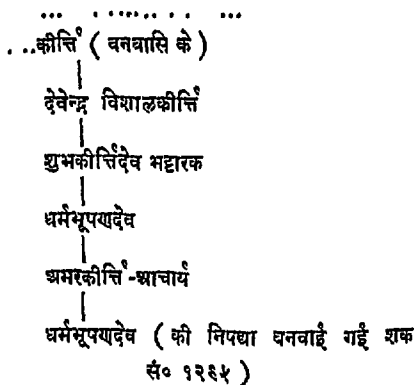 ... ... ... ...
...कीर्त्ति ( वनवासि के )
देवेन्द्र विशालकीर्त्ति
शुभकीर्त्तिदेव भट्टारक
धर्मभूषणदेव
अमरकीर्त्ति-आचार्य
धर्मभूषणदेव ( की निषद्या बनवाई गई शक
सं० १२९५ )